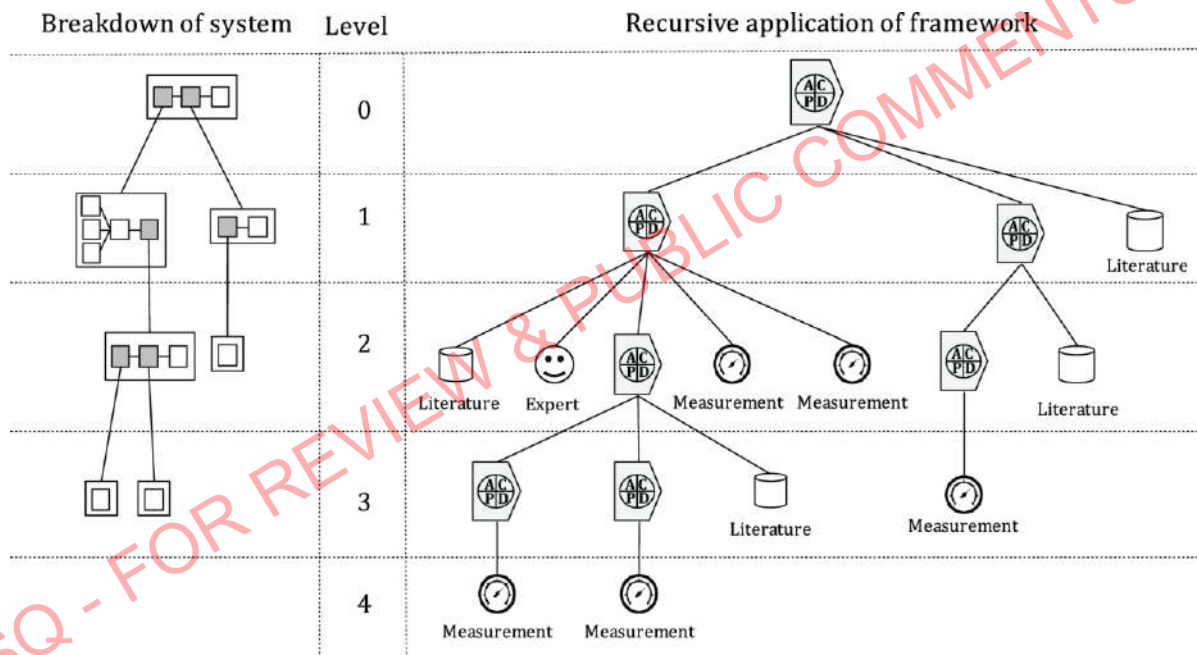 Breakdown of system
Level
Recursive application of framework
0
A C
P D
1
A C
P D
A C
P D
Literature
2
Literature
Expert
A C
P D
Measurement
Measurement
A C
P D
Literature
3
A C
P D
A C
P D
Literature
Measurement
4
Measurement
Measurement
SQ - FOR REVIEW & PUBLIC COMMENTS